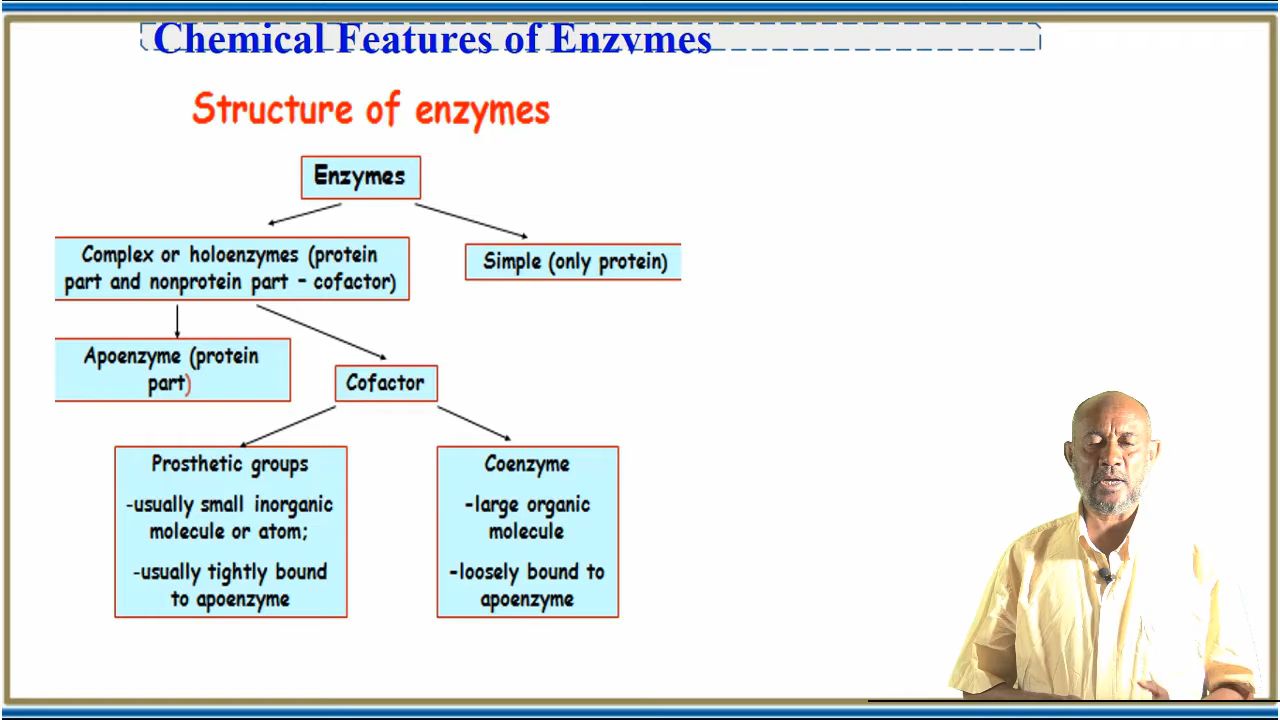 Chemical Features of Enzymes
Structure of enzymes
Enzymes
Complex or holoenzymes (protein
part and nonprotein part – cofactor)
Simple (only protein)
Apoenzyme (protein
part)
Cofactor
Prosthetic groups
-usually small inorganic
molecule or atom;
-usually tightly bound
to apoenzyme
Coenzyme
-large organic
molecule
-loosely bound to
apoenzyme